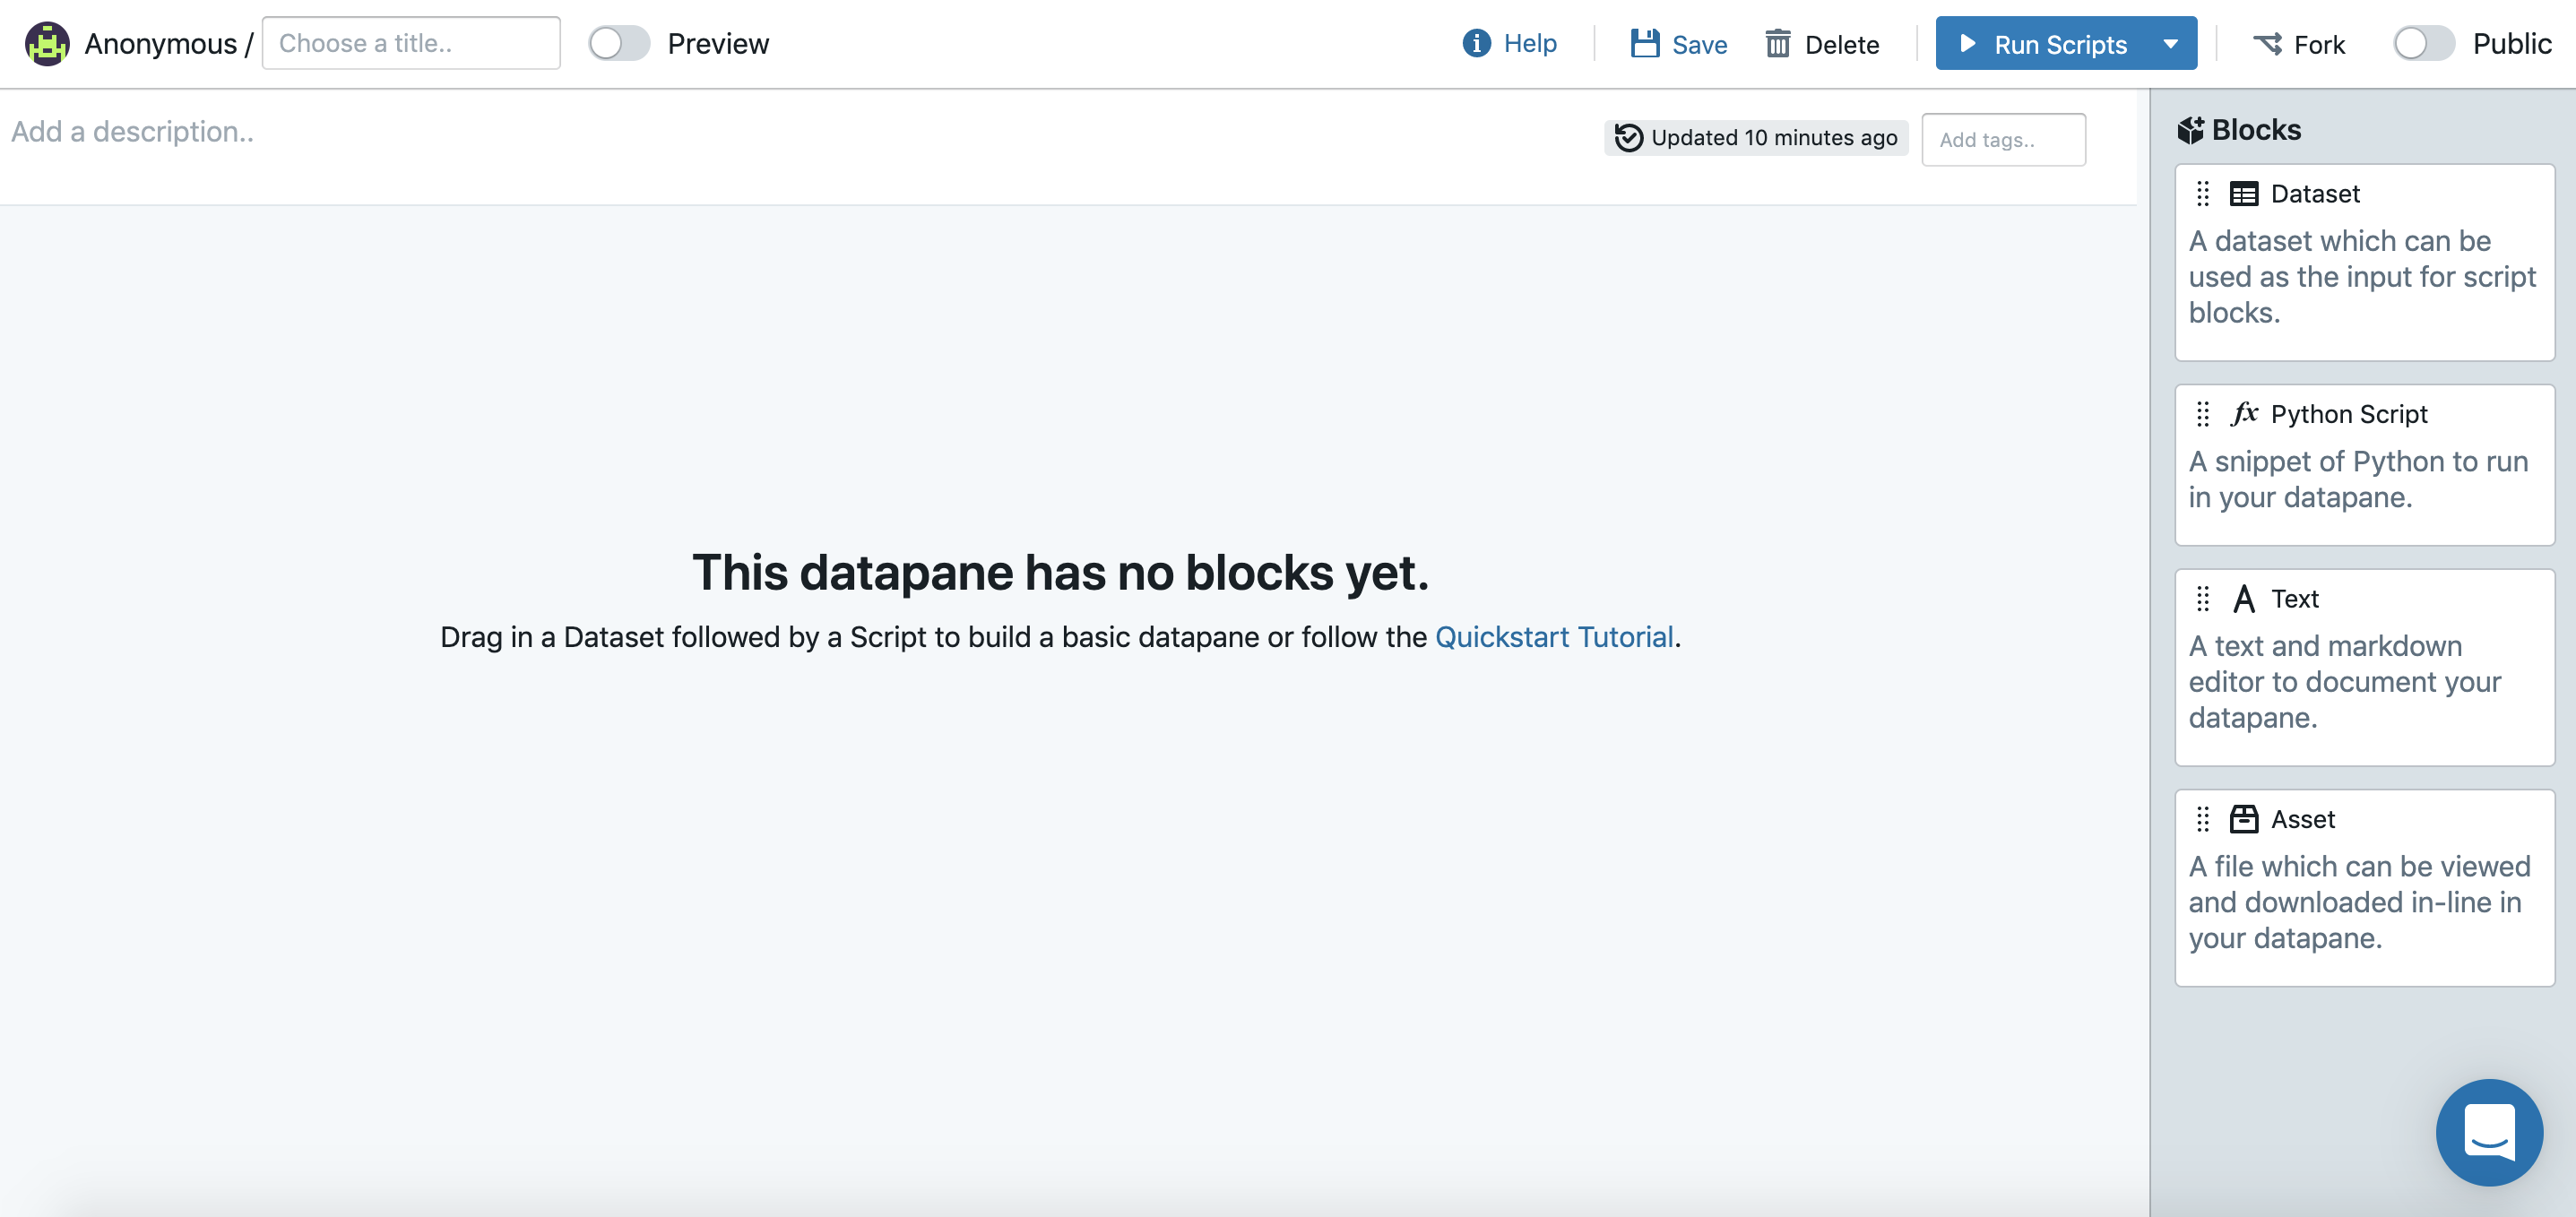 Anonymous / Choose a title.. Preview Help Save Delete Run Scripts Fork Public
Add a description..
Updated 10 minutes ago Add tags..
This datapane has no blocks yet.
Drag in a Dataset followed by a Script to build a basic datapane or follow the Quickstart Tutorial.
Blocks
Dataset
A dataset which can be
used as the input for script
blocks.
fx Python Script
A snippet of Python to run
in your datapane.
A Text
A text and markdown
editor to document your
datapane.
Asset
A file which can be viewed
and downloaded in-line in
your datapane.